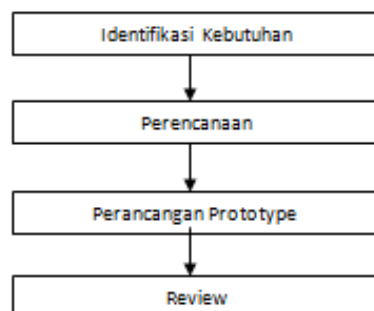 Identifikasi Kebutuhan
Perencanaan
Perancangan Prototype
Review